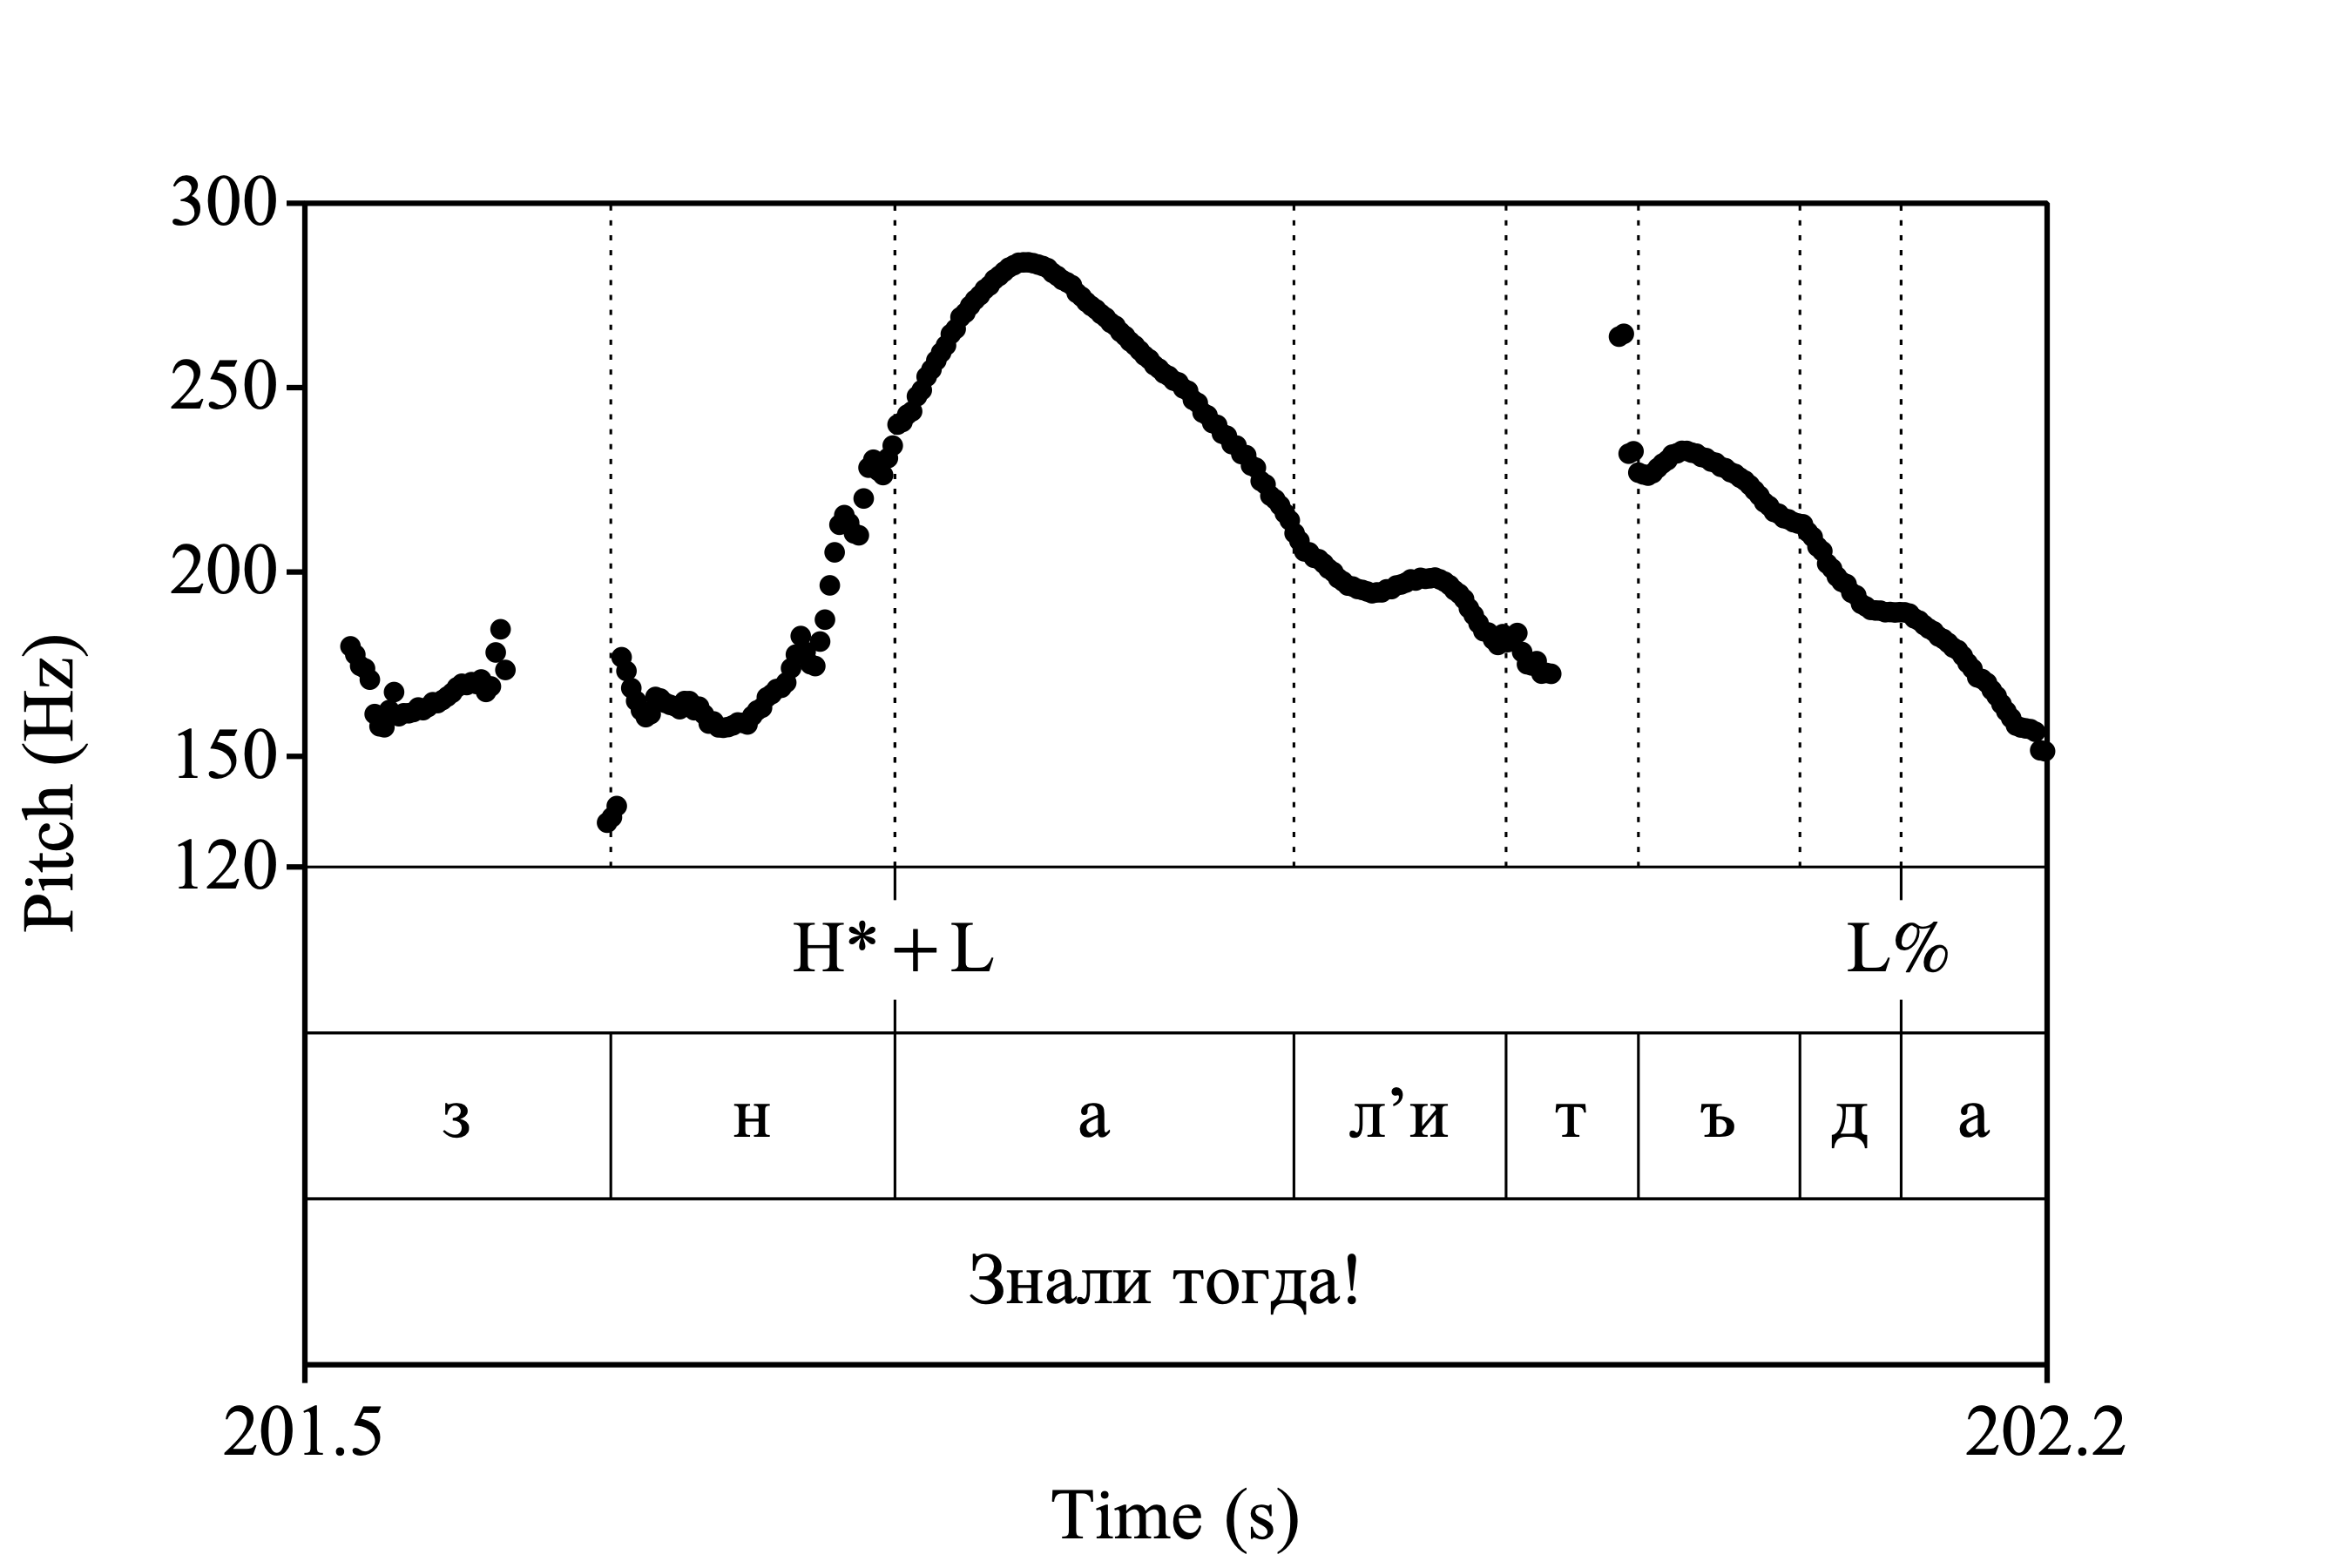 300
250
200
150
120
Pitch (Hz)
H*+L L%
з н а л’и т ъ д а
Знали тогда!
201.5 202.2
Time (s)